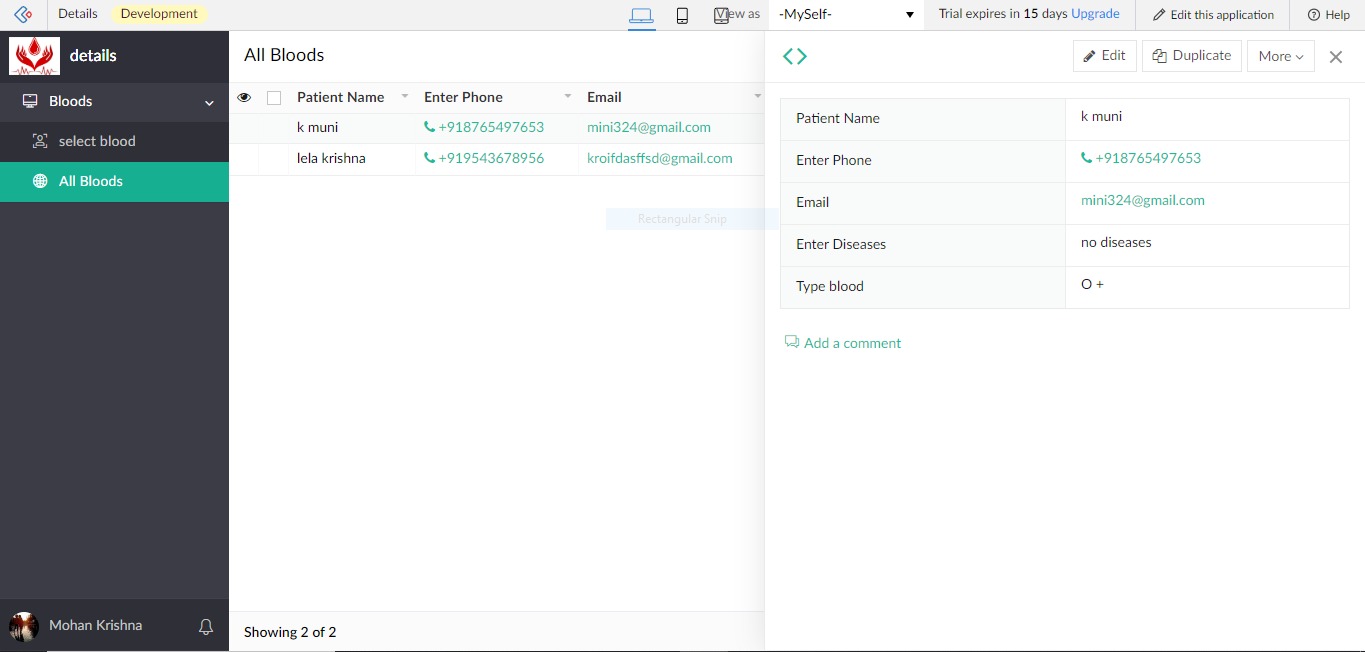 Details Development View as -MySelf- Trial expires in 15 days Upgrade Edit this application Help
details
Bloods
select blood
All Bloods
Mohan Krishna
All Bloods
Patient Name Enter Phone Email
k muni +918765497653 mini324@gmail.com
lela krishna +919543678956 kroifdasffsd@gmail.com
Rectangular Snip
Showing 2 of 2
Edit Duplicate More
Patient Name k muni
Enter Phone +918765497653
Email mini324@gmail.com
Enter Diseases no diseases
Type blood O +
Add a comment